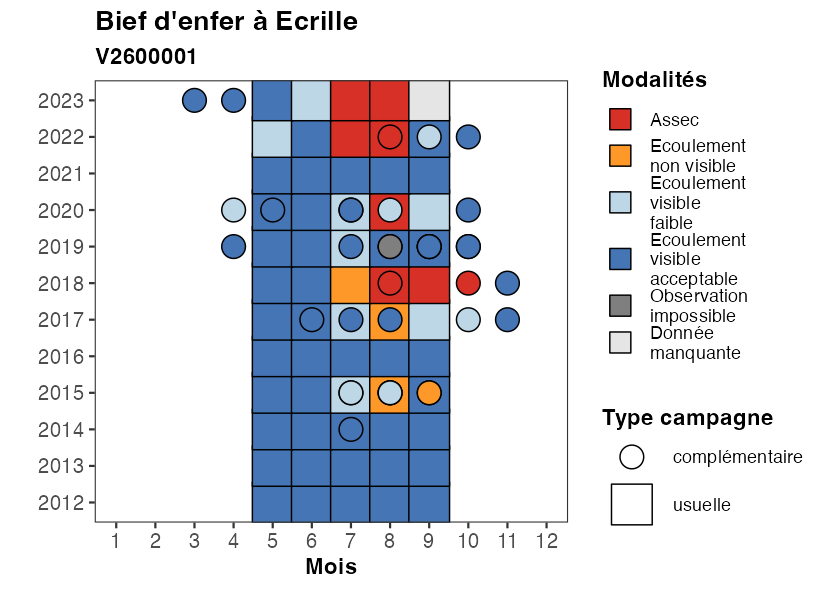 Bief d'enfer à Ecrille
V2600001
2023
2022
2021
2020
2019
2018
2017
2016
2015
2014
2013
2012
1 2 3 4 5 6 7 8 9 10 11 12
Mois
Modalités
Assec
Ecoulement
non visible
Ecoulement
visible
faible
Ecoulement
visible
acceptable
Observation
impossible
Donnée
manquante
Type campagne
complémentaire
usuelle